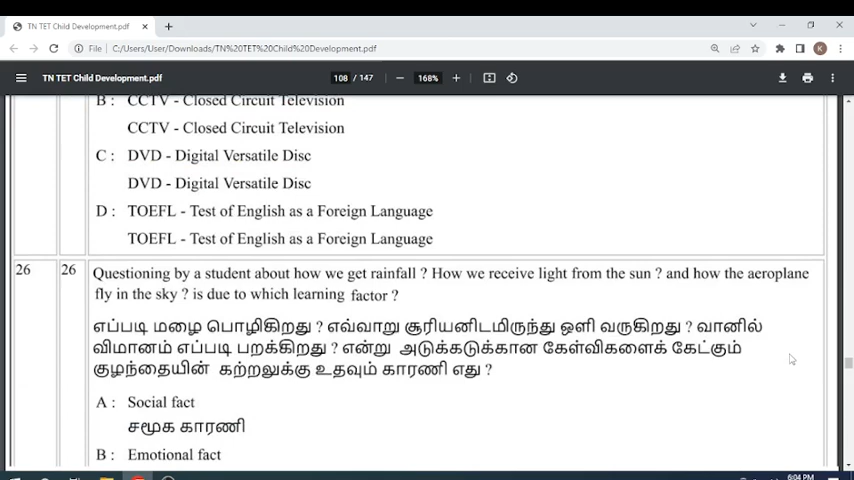 TN TET Child Development.pdf
File
C:/Users/User/Downloads/TN%20TET%20Child%20Development.pdf
K
TN TET Child Development.pdf
108 / 147
168%
B : CCTV - Closed Circuit Television
CCTV - Closed Circuit Television
C : DVD - Digital Versatile Disc
DVD - Digital Versatile Disc
D : TOEFL - Test of English as a Foreign Language
TOEFL - Test of English as a Foreign Language
26 26 Questioning by a student about how we get rainfall ? How we receive light from the sun ? and how the aeroplane
fly in the sky ? is due to which learning factor ?
எப்படி மழை பொழிகிறது ? எவ்வாறு சூரியனிடமிருந்து ஒளி வருகிறது ? வானில்
விமானம் எப்படி பறக்கிறது ? என்று அடுக்கடுக்கான கேள்விகளைக் கேட்கும்
குழந்தையின் கற்றலுக்கு உதவும் காரணி எது ?
A : Social fact
சமூக காரணி
B : Emotional fact
6:04 PM